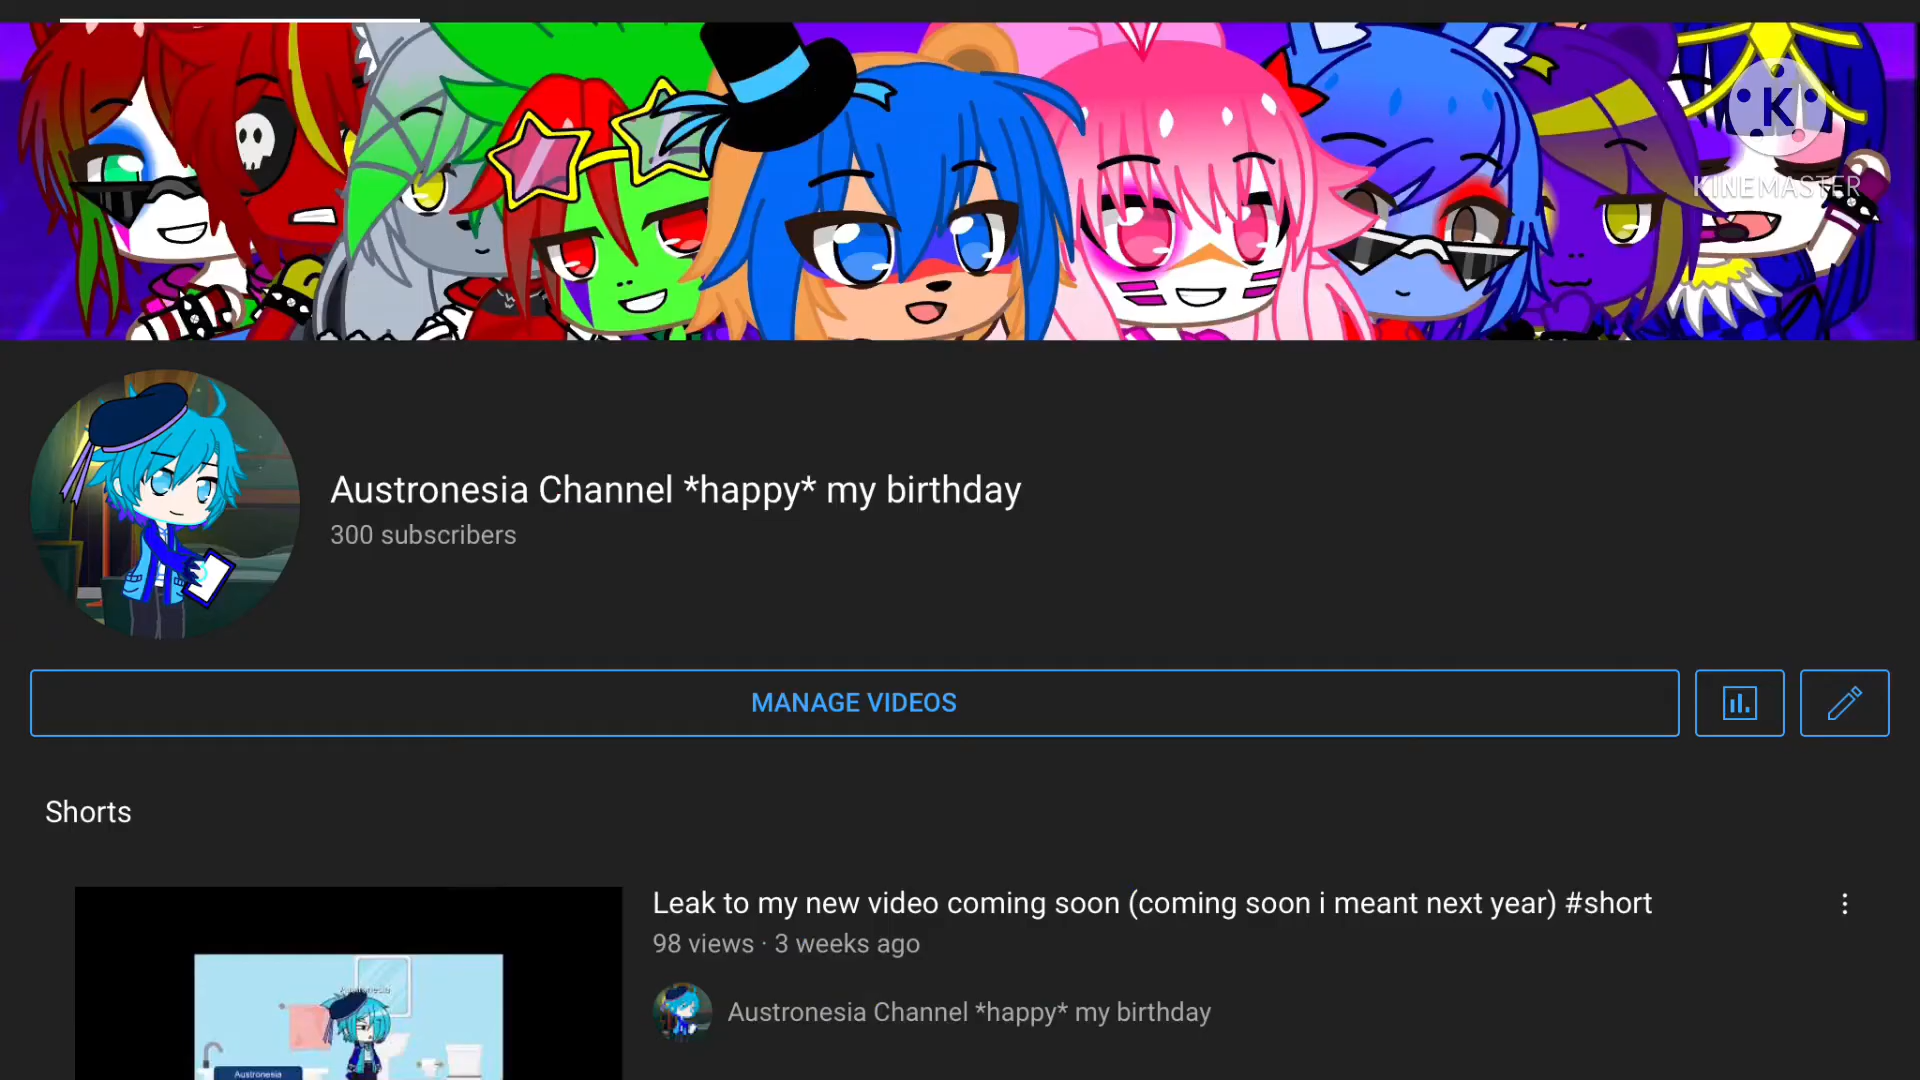 K
KINEMASTER
Austronesia Channel *happy* my birthday
300 subscribers
MANAGE VIDEOS
Shorts
Leak to my new video coming soon (coming soon i meant next year) #short
98 views · 3 weeks ago
Austronesia Channel *happy* my birthday
Austronesia
Austronesia